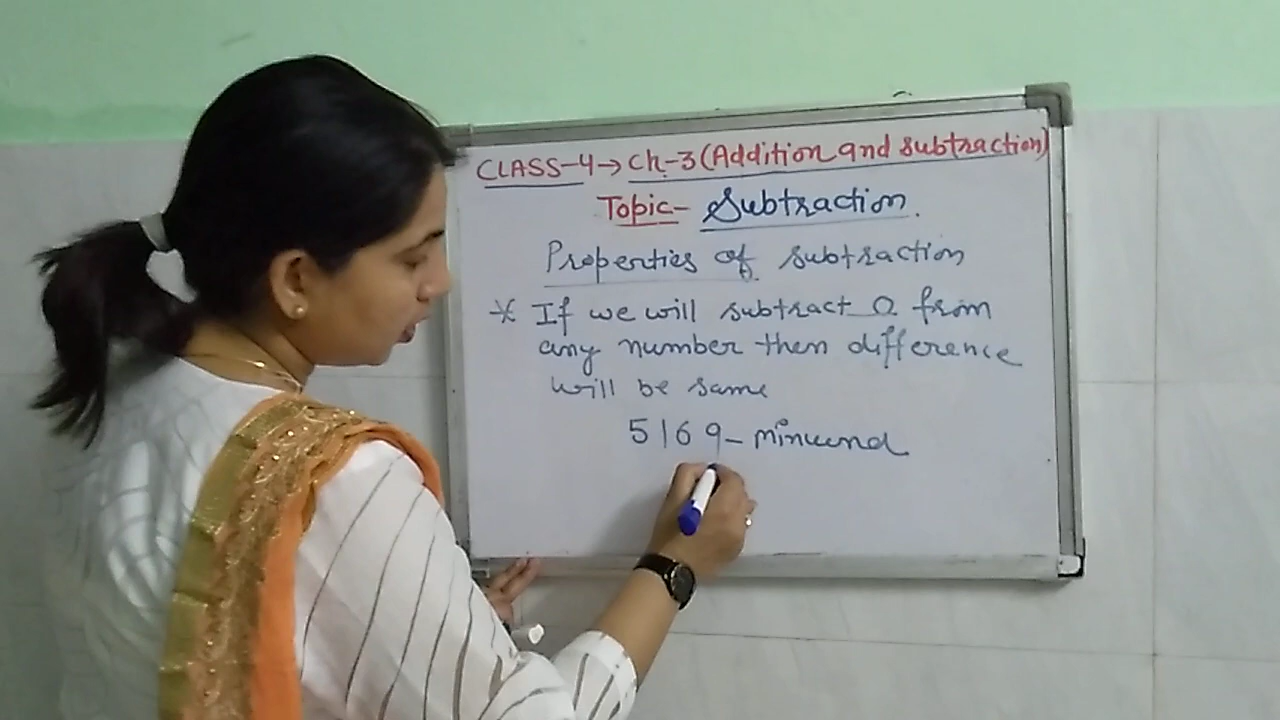 CLASS-4→Ch-3(Addition and subtraction)
Topic- Subtraction.
Properties of subtraction
* If we will subtract 0 from
any number then difference
will be same
5169- minuend